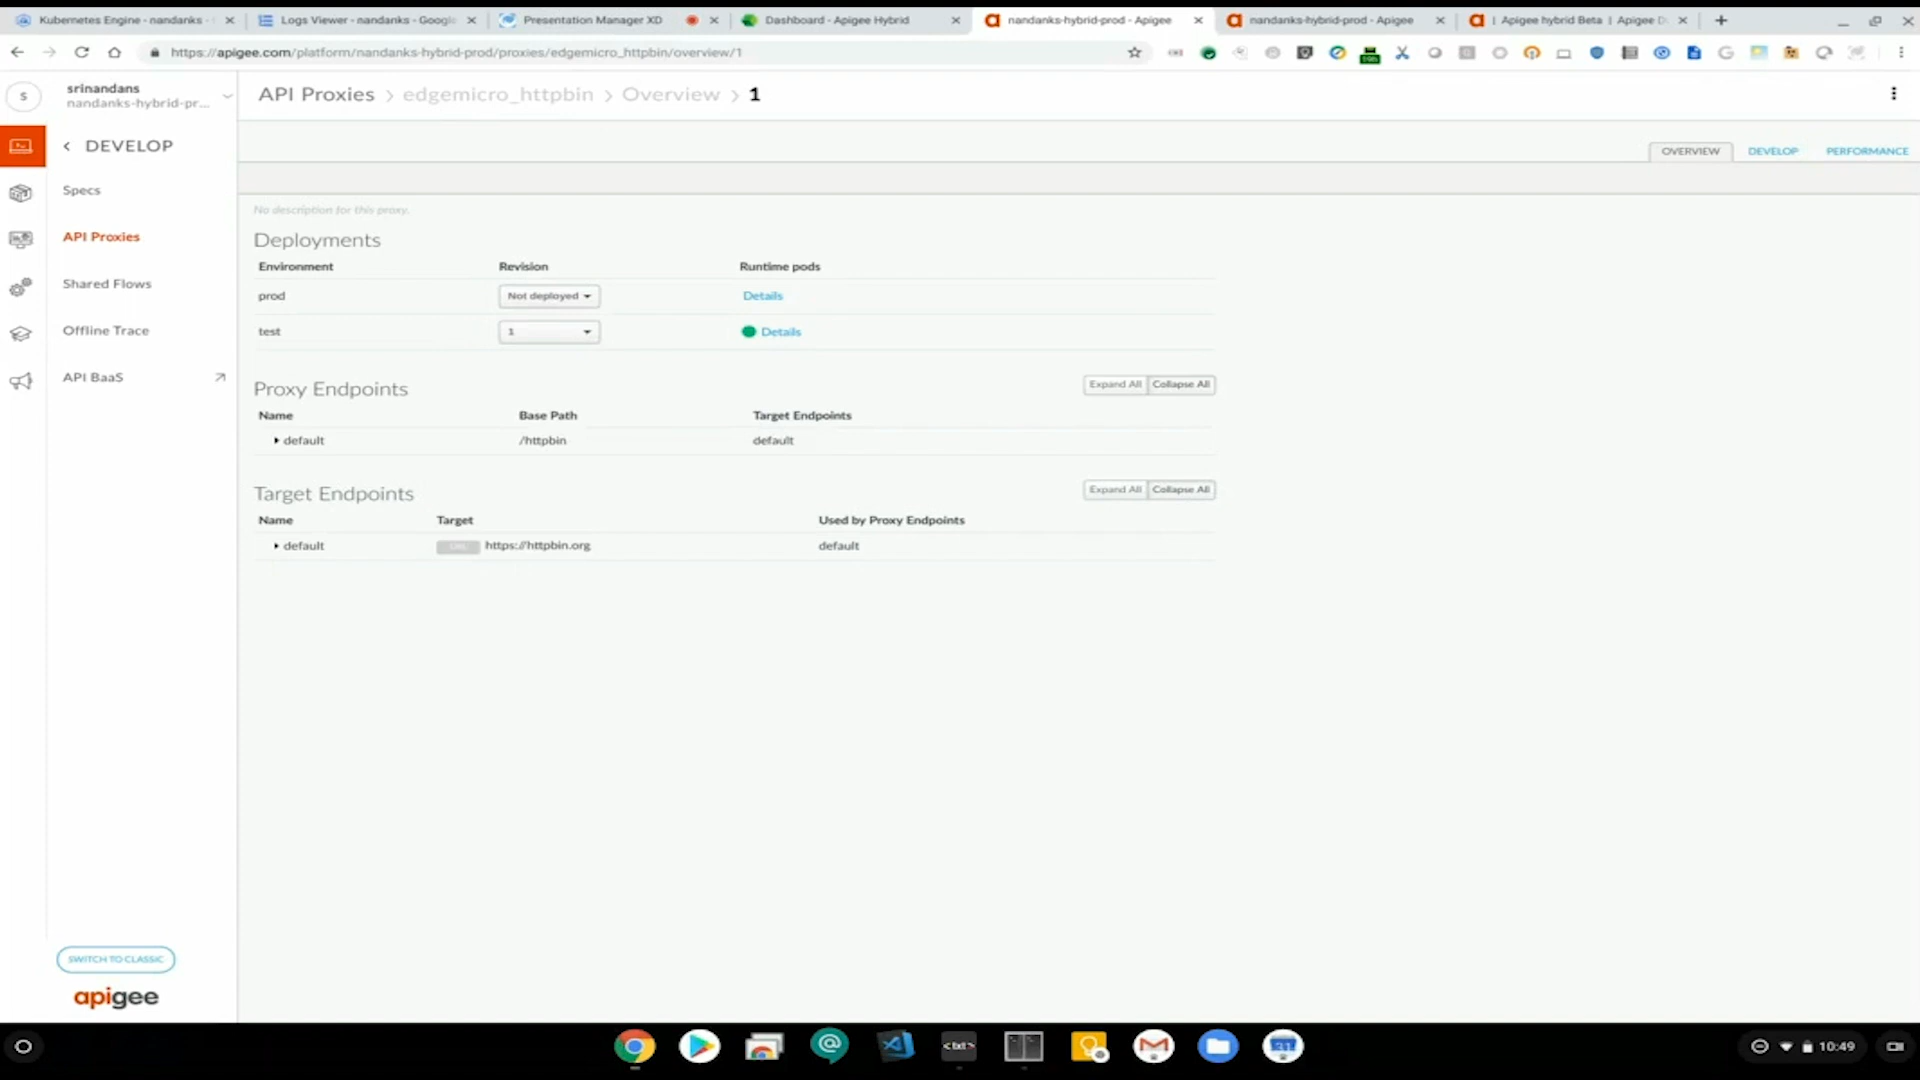 Kubernetes Engine - nandanks -
Logs Viewer - nandanks - Google
Presentation Manager XD
Dashboard - Apigee Hybrid
nandanks-hybrid-prod - Apigee
nandanks-hybrid-prod - Apigee
| Apigee hybrid Beta | Apigee D
https://apigee.com/platform/nandanks-hybrid-prod/proxies/edgemicro_httpbin/overview/1
S
srinandans
nandanks-hybrid-pr...
API Proxies > edgemicro_httpbin > Overview > 1
DEVELOP
OVERVIEW DEVELOP PERFORMANCE
Specs
API Proxies
Shared Flows
Offline Trace
API BaaS
No description for this proxy.
Deployments
Environment Revision Runtime pods
prod Not deployed Details
test 1 Details
Proxy Endpoints Expand All Collapse All
Name Base Path Target Endpoints
default /httpbin default
Target Endpoints Expand All Collapse All
Name Target Used by Proxy Endpoints
default https://httpbin.org default
SWITCH TO CLASSIC
apigee
<txt>
31
10:49